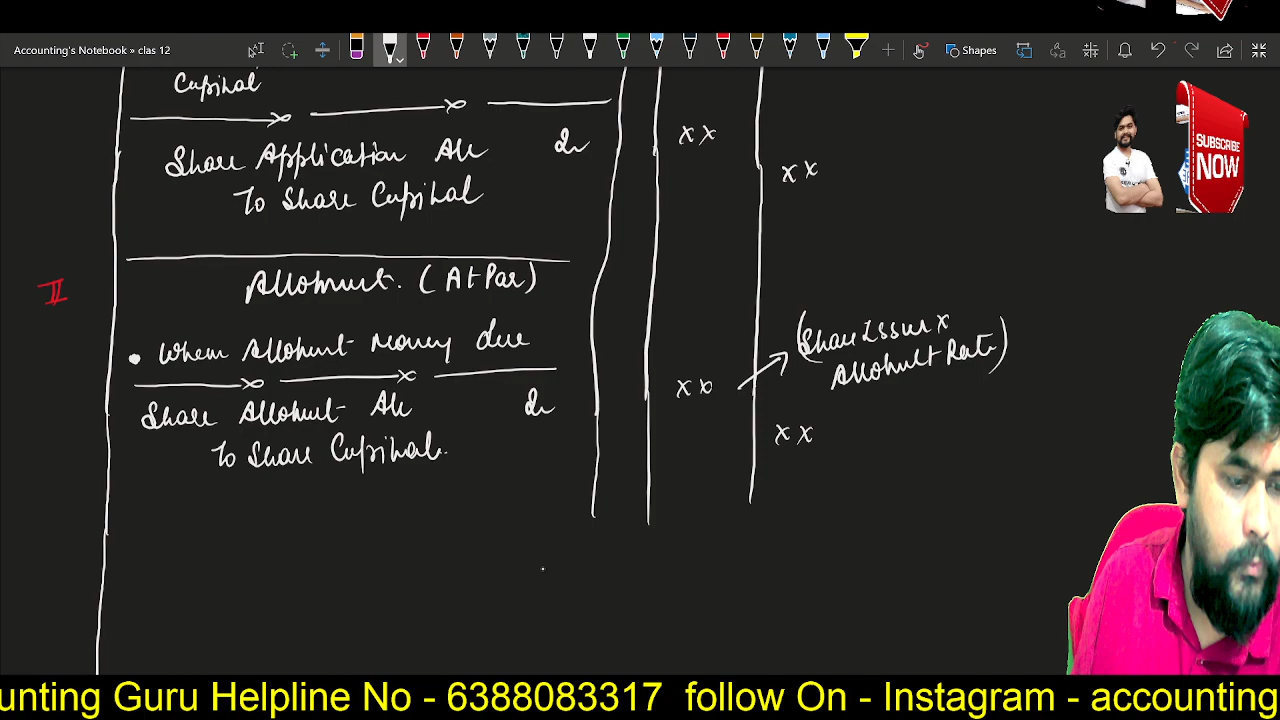 Accounting's Notebook » clas 12
Shapes
Capital
Share Application A/c Dr xx
To Share Capital xx
SUBSCRIBE
NOW
II
Allotment. (At Par)
• When Allotment money due
(Share Issue x
Allotment Rate)
Share Allotment A/c Dr xx
To Share Capital. xx
unting Guru Helpline No - 6388083317 follow On - Instagram - accounting